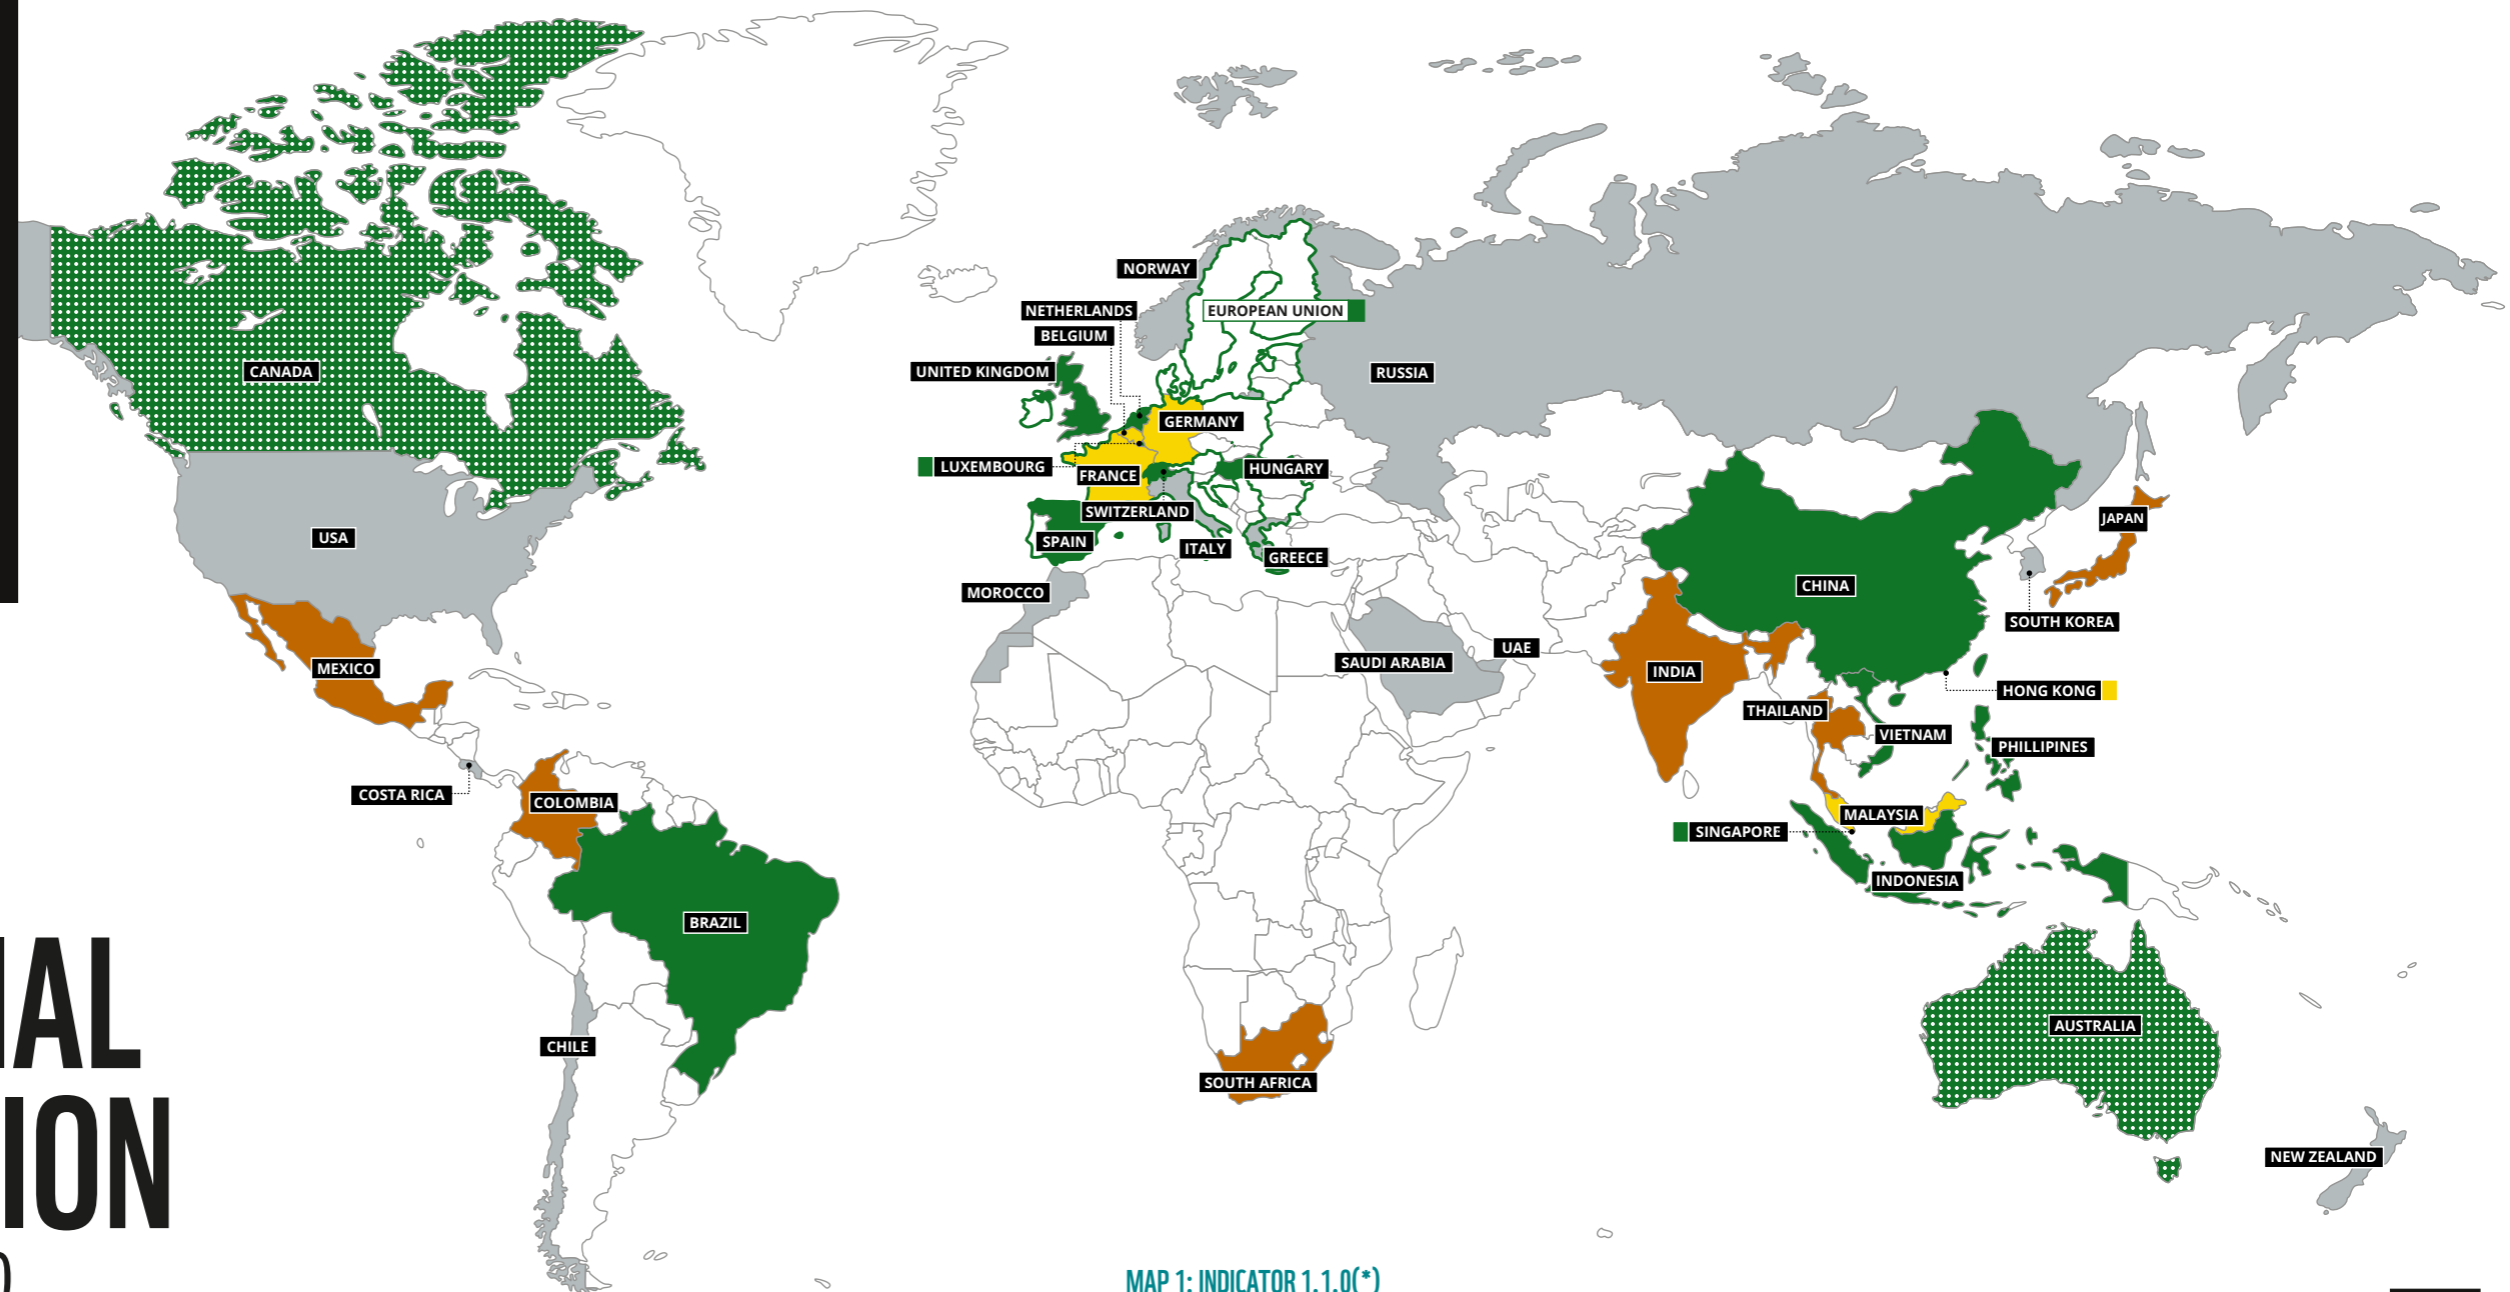 NORWAY
NETHERLANDS
EUROPEAN UNION
BELGIUM
CANADA
UNITED KINGDOM
RUSSIA
GERMANY
LUXEMBOURG
FRANCE
HUNGARY
SWITZERLAND
JAPAN
USA
SPAIN
ITALY
GREECE
CHINA
MOROCCO
SOUTH KOREA
UAE
SAUDI ARABIA
MEXICO
INDIA
HONG KONG
THAILAND
VIETNAM
PHILLIPINES
COSTA RICA
COLOMBIA
MALAYSIA
SINGAPORE
INDONESIA
BRAZIL
AUSTRALIA
CHILE
SOUTH AFRICA
NEW ZEALAND
MAP 1: INDICATOR 1.1.0(*)